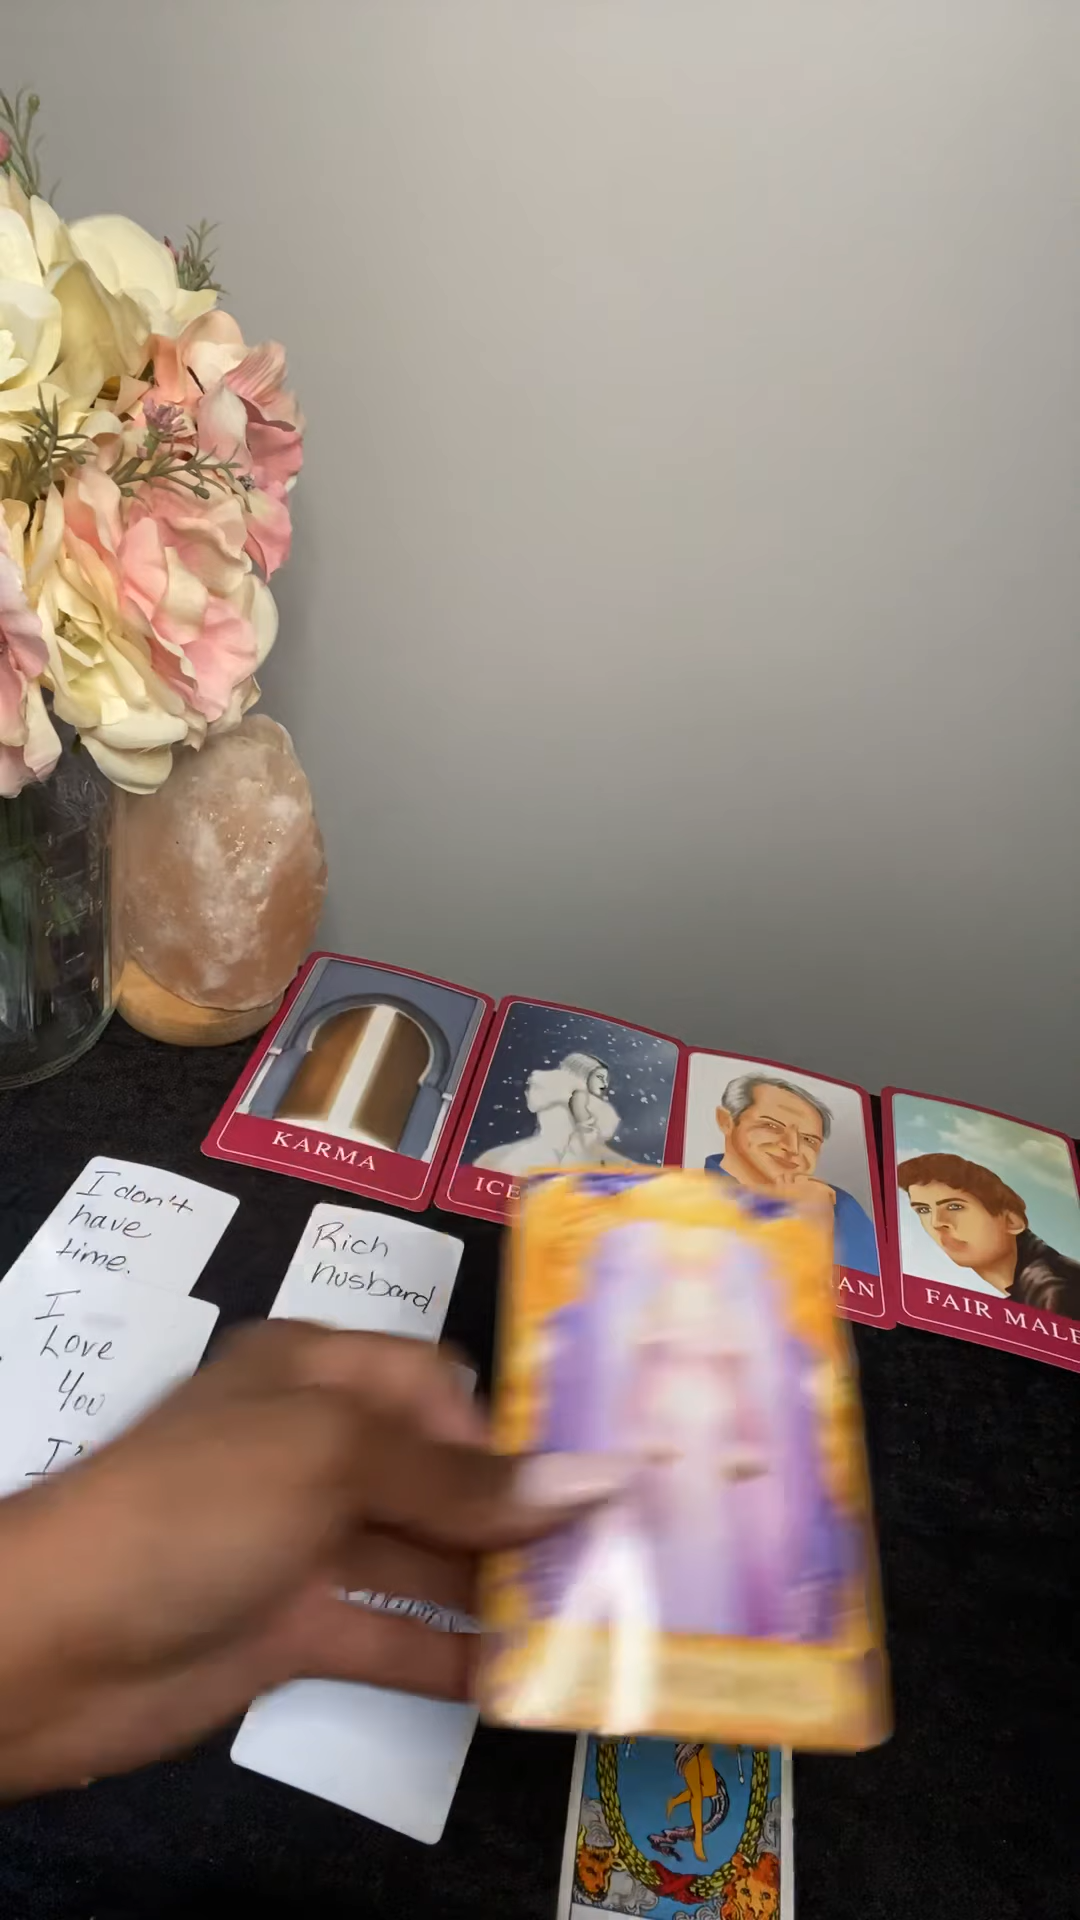 KARMA
ICE
AN
FAIR MALE
I don't
have
time.
I
Love
You
I'
Rich
husband